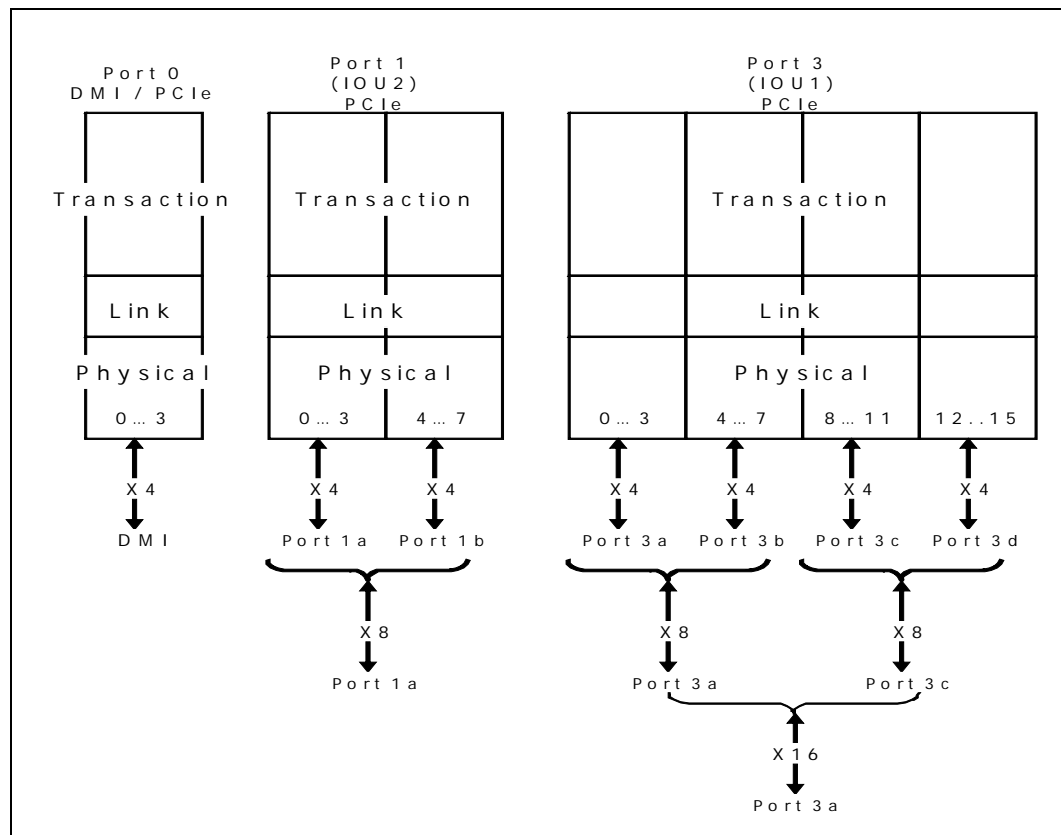 Port 0
DMI / PCIe
Port 1
(IOU2)
PCIe
Port 3
(IOU1)
PCIe
Transaction
Transaction
Transaction
Link
Link
Link
Physical
Physical
Physical
0...3
0...3
4...7
0...3
4...7
8...11
12..15
X4
X4
X4
X4
X4
X4
X4
DMI
Port 1a
Port 1b
Port 3a
Port 3b
Port 3c
Port 3d
X8
X8
X8
Port 1a
Port 3a
Port 3c
X16
Port 3a